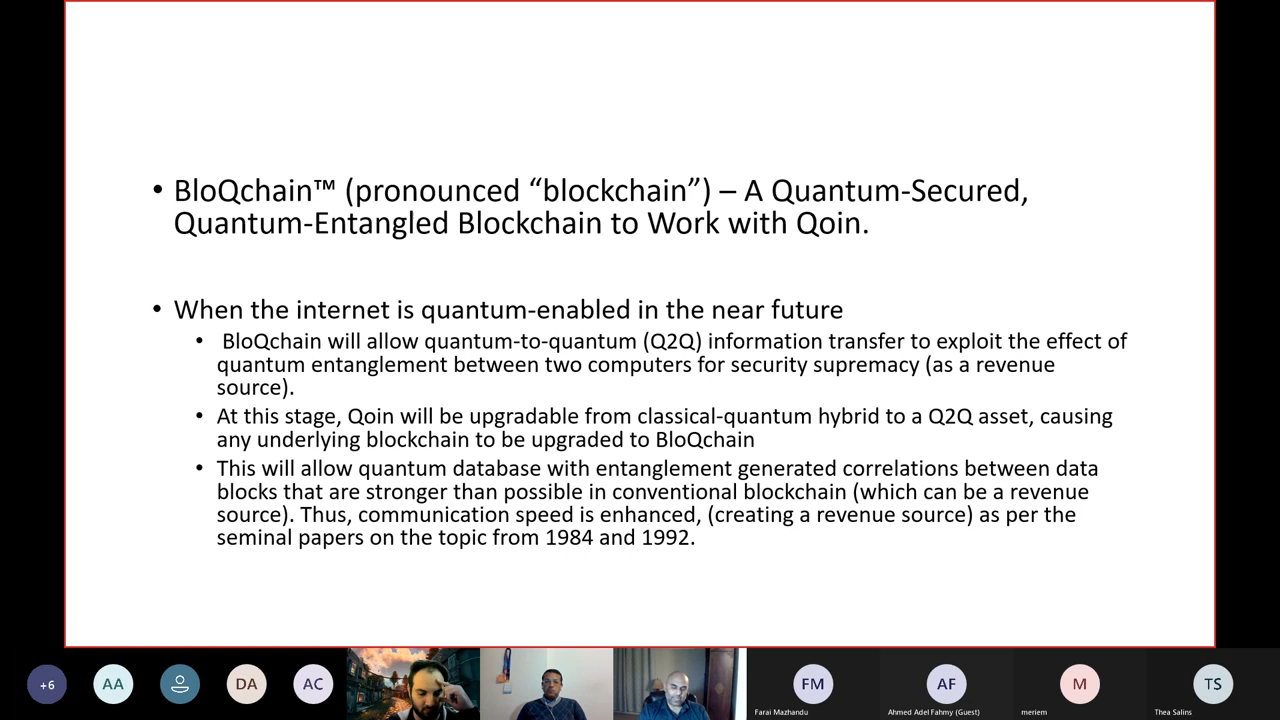 • BloQchain™ (pronounced “blockchain”) – A Quantum-Secured,
Quantum-Entangled Blockchain to Work with Qoin.
• When the internet is quantum-enabled in the near future
• BloQchain will allow quantum-to-quantum (Q2Q) information transfer to exploit the effect of
quantum entanglement between two computers for security supremacy (as a revenue
source).
• At this stage, Qoin will be upgradable from classical-quantum hybrid to a Q2Q asset, causing
any underlying blockchain to be upgraded to BloQchain
• This will allow quantum database with entanglement generated correlations between data
blocks that are stronger than possible in conventional blockchain (which can be a revenue
source). Thus, communication speed is enhanced, (creating a revenue source) as per the
seminal papers on the topic from 1984 and 1992.
+6 AA DA AC FM AF M TS
Farai Mazhandu Ahmed Adel Fahmy (Guest) meriem Thea Salins